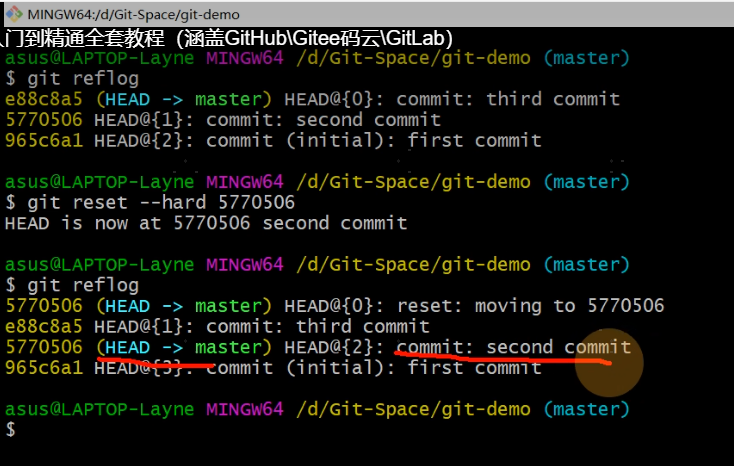 MINGW64:/d/Git-Space/git-demo
门到精通全套教程（涵盖GitHub\Gitee码云\GitLab）
asus@LAPTOP-Layne MINGW64 /d/Git-Space/git-demo (master)
$ git reflog
e88c8a5 (HEAD -> master) HEAD@{0}: commit: third commit
5770506 HEAD@{1}: commit: second commit
965c6a1 HEAD@{2}: commit (initial): first commit
asus@LAPTOP-Layne MINGW64 /d/Git-Space/git-demo (master)
$ git reset --hard 5770506
HEAD is now at 5770506 second commit
asus@LAPTOP-Layne MINGW64 /d/Git-Space/git-demo (master)
$ git reflog
5770506 (HEAD -> master) HEAD@{0}: reset: moving to 5770506
e88c8a5 HEAD@{1}: commit: third commit
5770506 (HEAD -> master) HEAD@{2}: commit: second commit
965c6a1 HEAD@{3}: commit (initial): first commit
asus@LAPTOP-Layne MINGW64 /d/Git-Space/git-demo (master)
$